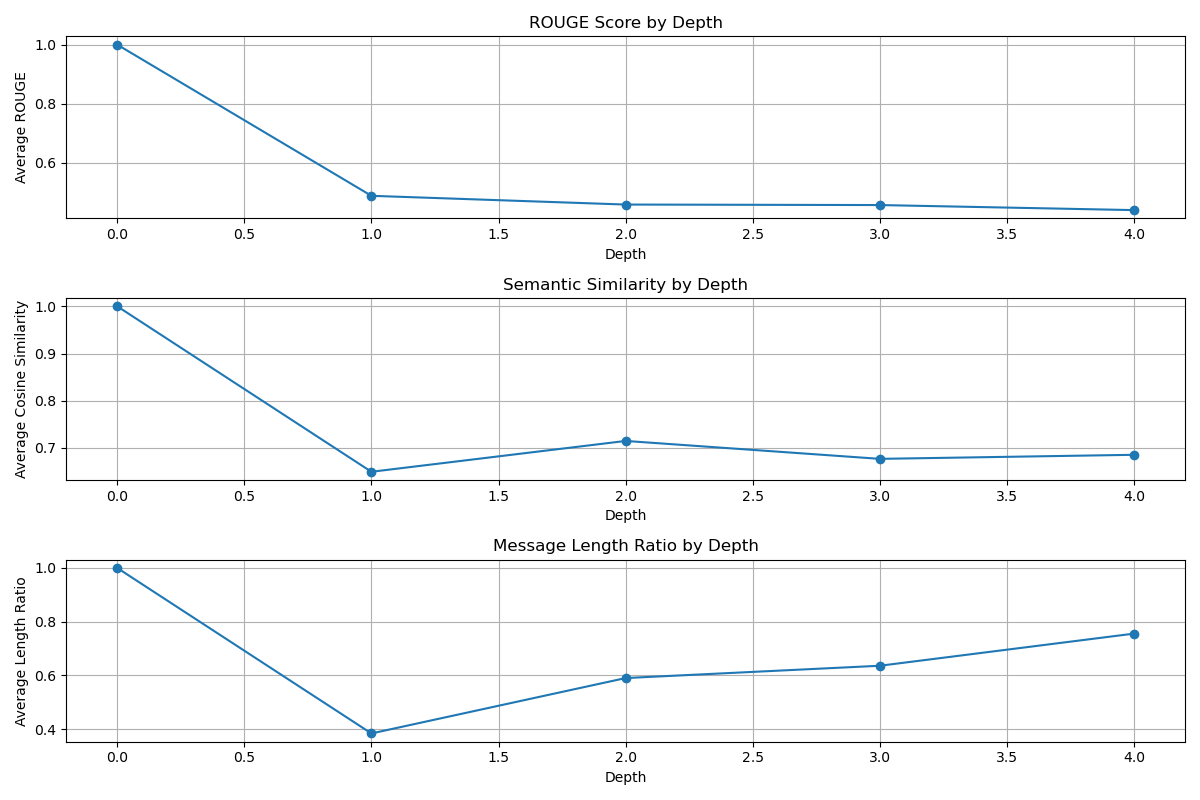 ROUGE Score by Depth
1.0
0.8
0.6
Average ROUGE
0.0 0.5 1.0 1.5 2.0 2.5 3.0 3.5 4.0
Depth
Semantic Similarity by Depth
1.0
0.9
0.8
0.7
Average Cosine Similarity
0.0 0.5 1.0 1.5 2.0 2.5 3.0 3.5 4.0
Depth
Message Length Ratio by Depth
1.0
0.8
0.6
0.4
Average Length Ratio
0.0 0.5 1.0 1.5 2.0 2.5 3.0 3.5 4.0
Depth